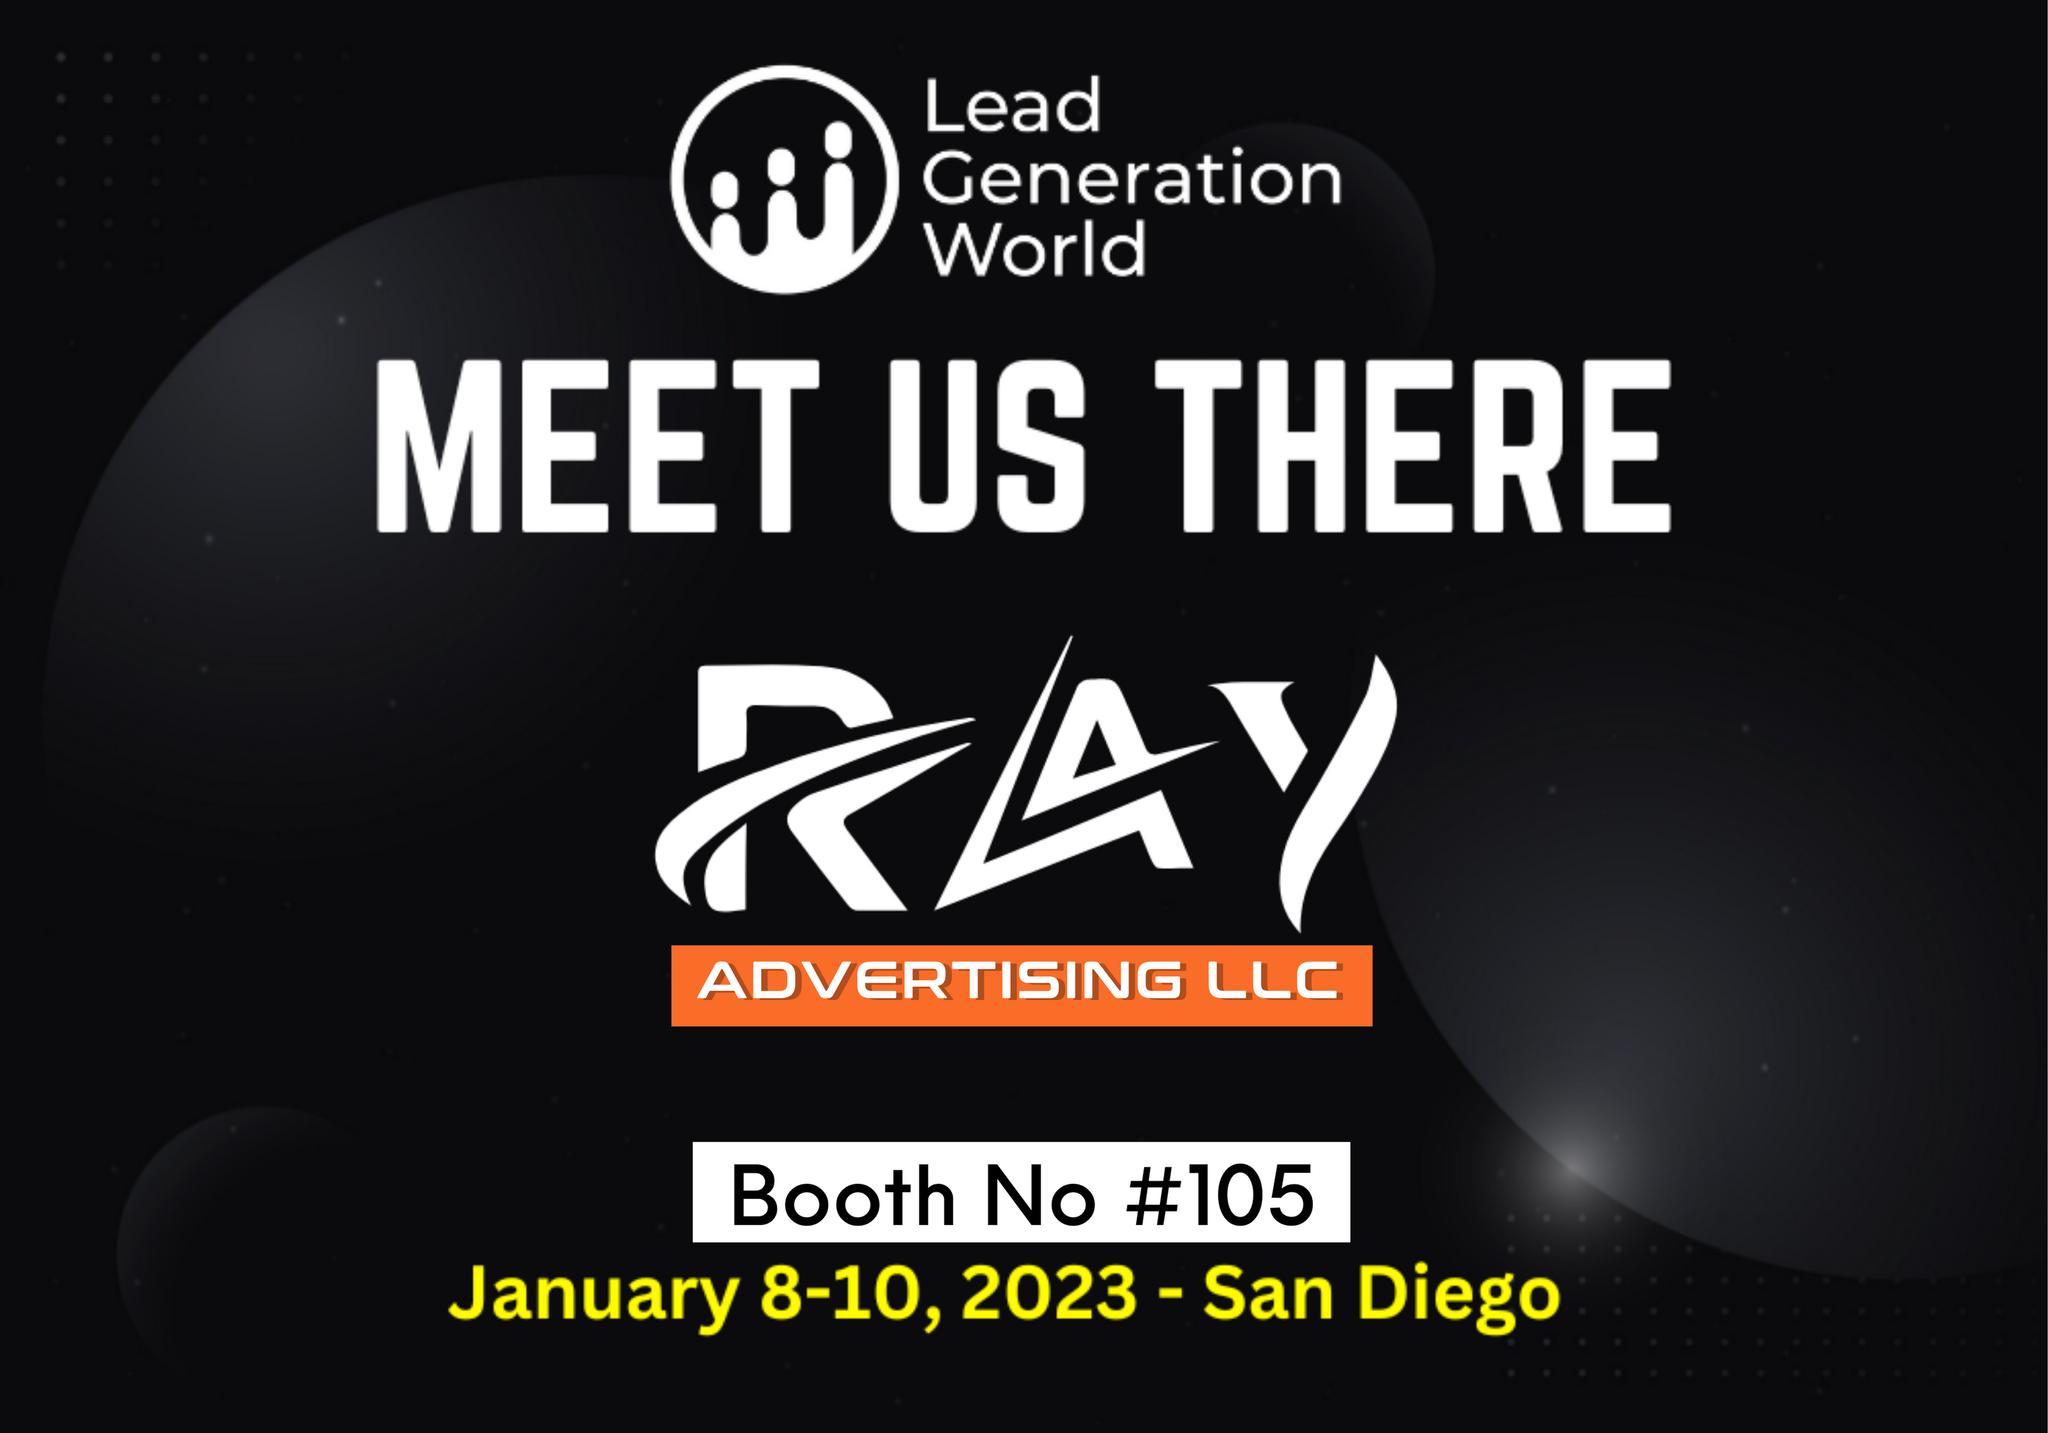 Lead
Generation
World
MEET US THERE
RAY
ADVERTISING LLC
Booth No #105
January 8-10, 2023 - San Diego